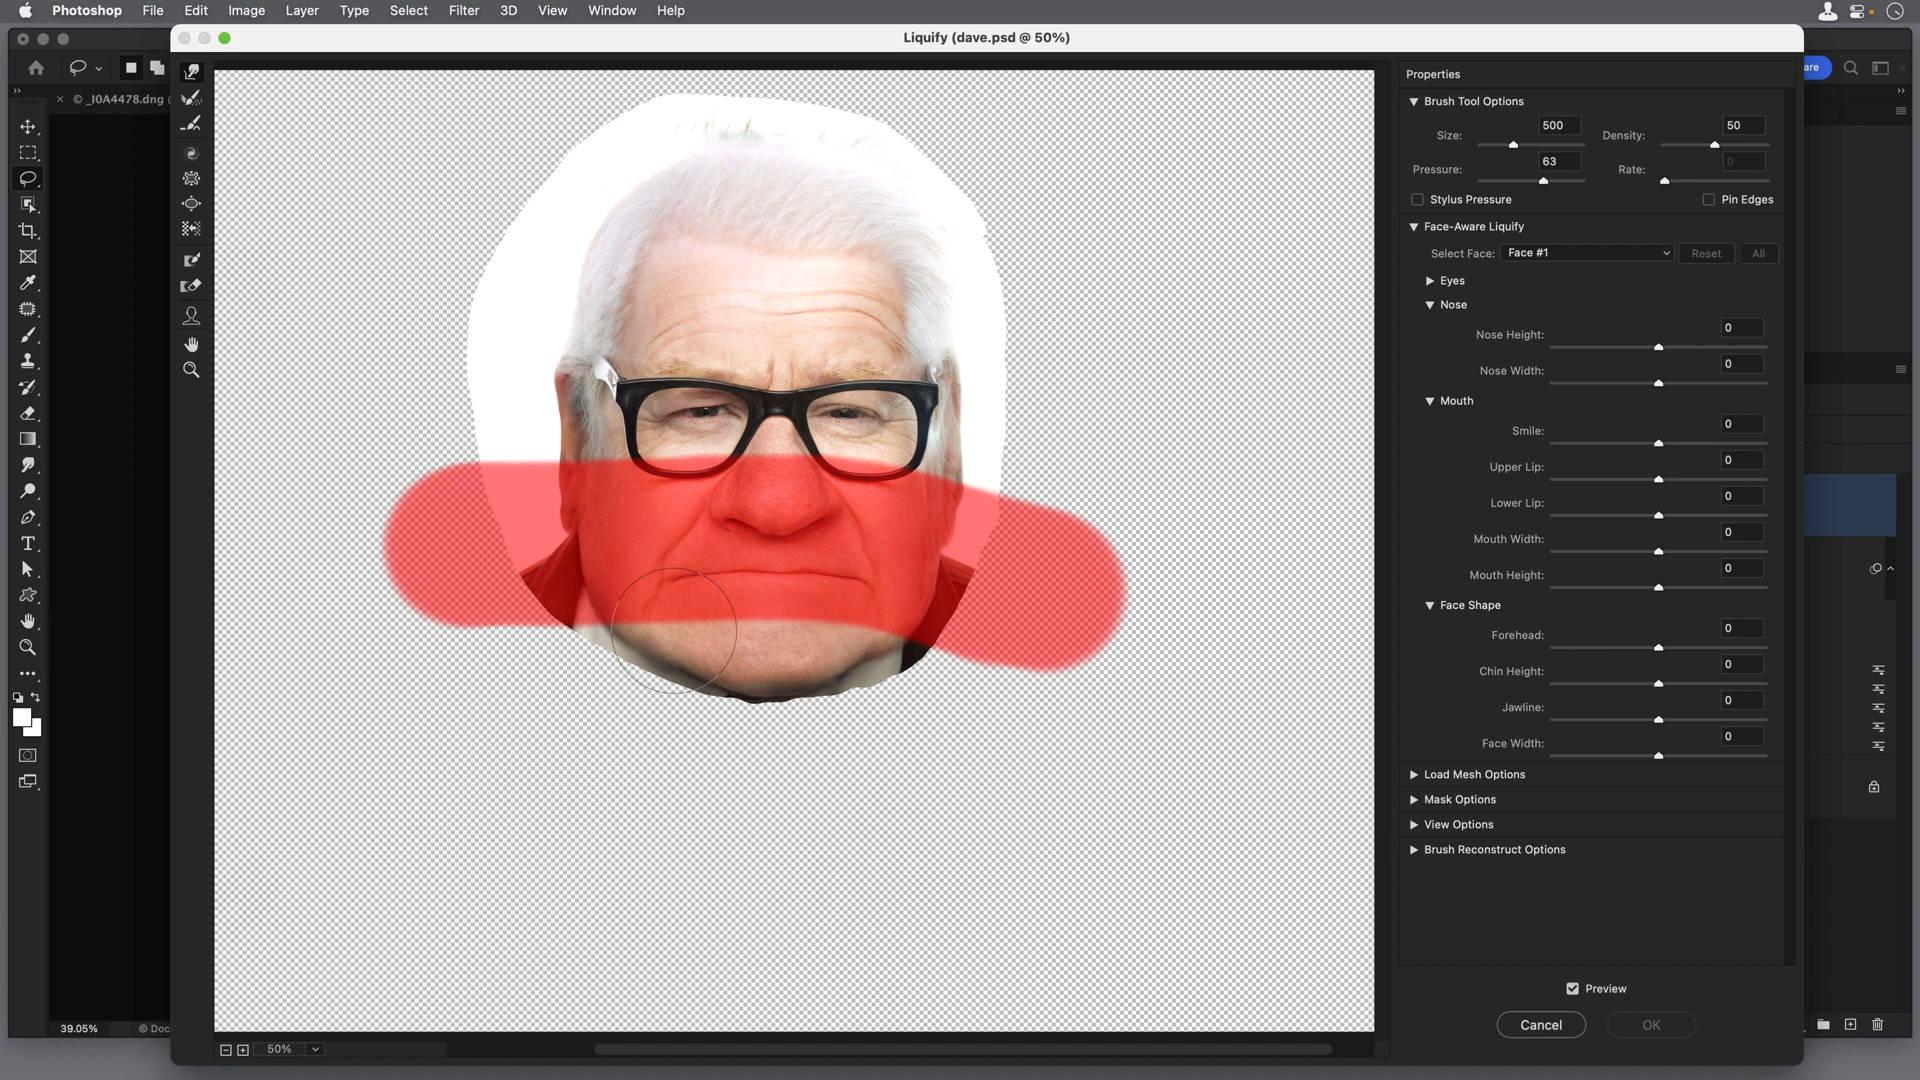 Photoshop File Edit Image Layer Type Select Filter 3D View Window Help
Liquify (dave.psd @ 50%)
are
© _I0A4478.dng
Properties
Brush Tool Options
Size: 500 Density: 50
Pressure: 63 Rate: 0
Stylus Pressure Pin Edges
Face-Aware Liquify
Select Face: Face #1 Reset All
Eyes
Nose
Nose Height: 0
Nose Width: 0
Mouth
Smile: 0
Upper Lip: 0
Lower Lip: 0
Mouth Width: 0
Mouth Height: 0
Face Shape
Forehead: 0
Chin Height: 0
Jawline: 0
Face Width: 0
Load Mesh Options
Mask Options
View Options
Brush Reconstruct Options
Preview
Cancel OK
39.05% © Doc
50%